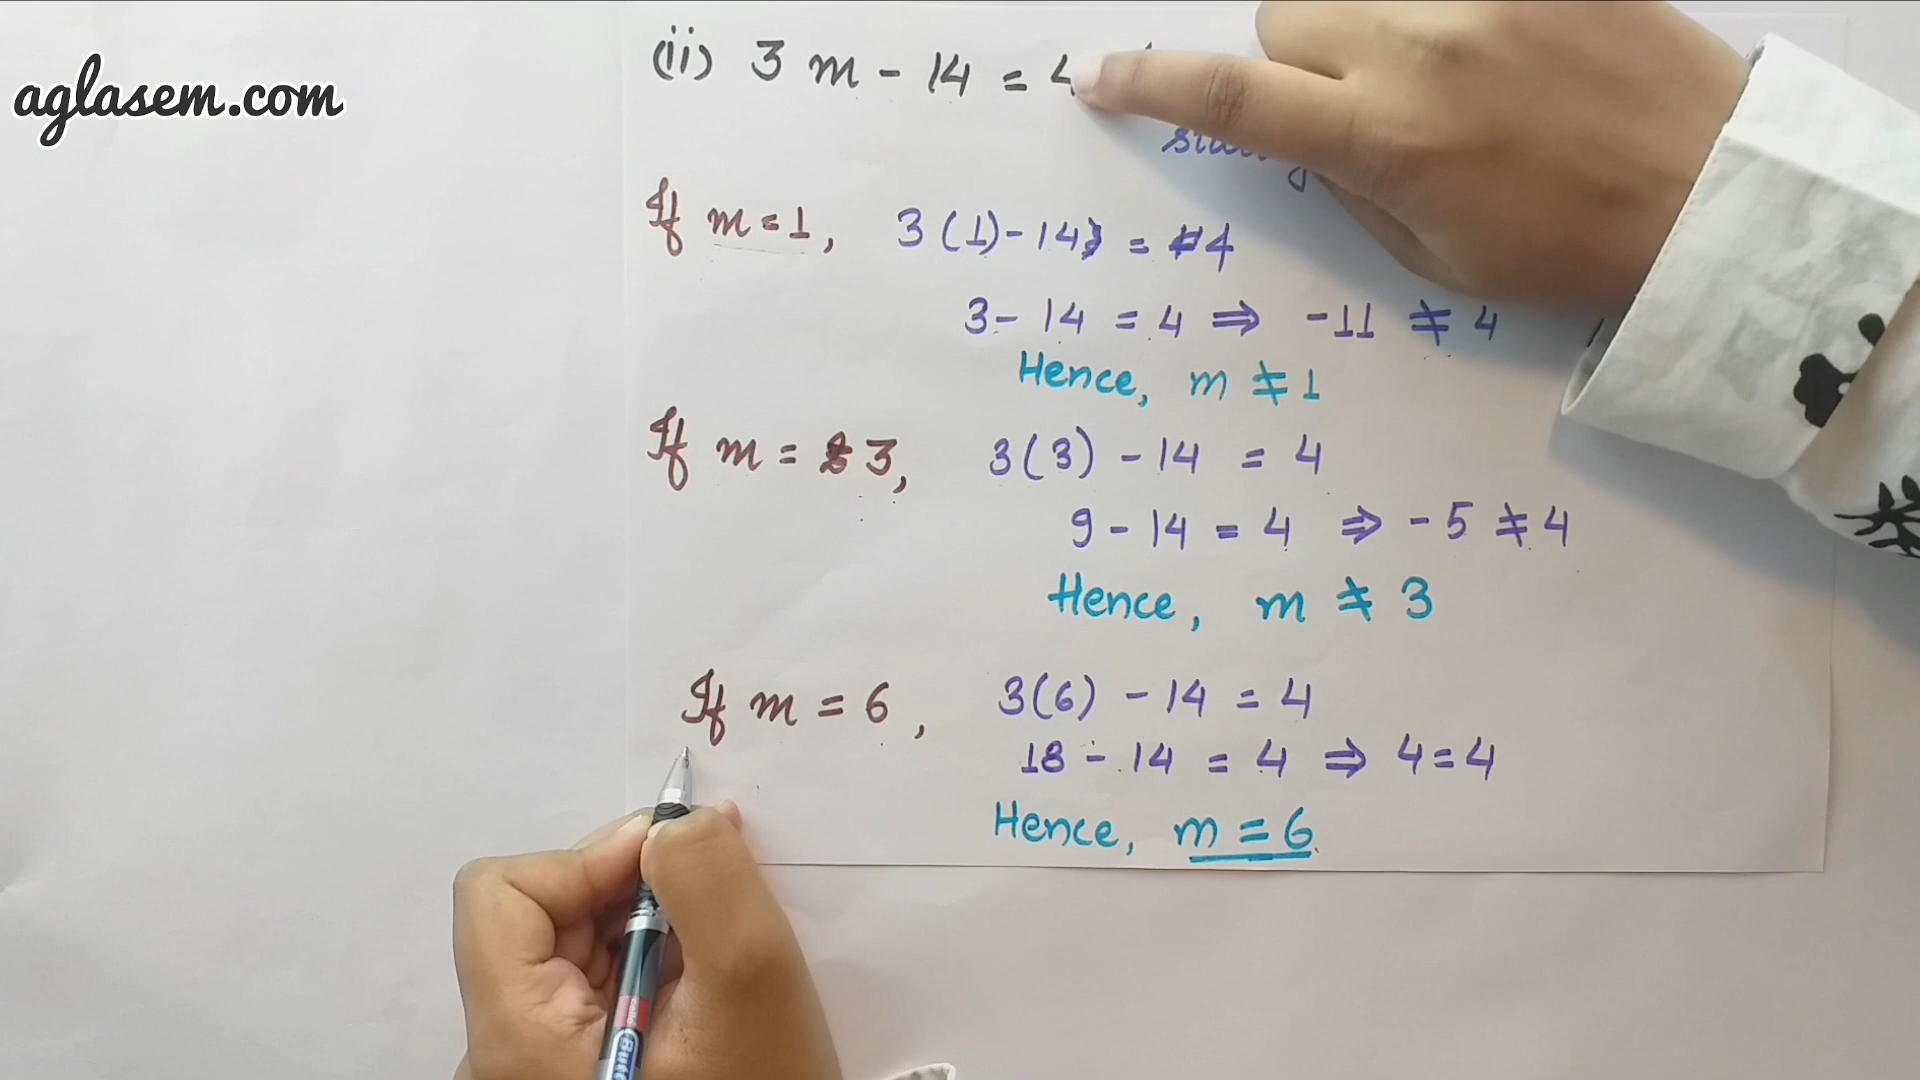 aglasem.com
(ii) 3 m - 14 = 4
If m = 1, 3 (1) - 14 = 4
3 - 14 = 4 ⇒ -11 ≠ 4
Hence, m ≠ 1
If m = 3, 3(3) - 14 = 4
9 - 14 = 4 ⇒ -5 ≠ 4
Hence, m ≠ 3
If m = 6, 3(6) - 14 = 4
18 - 14 = 4 ⇒ 4 = 4
Hence, m = 6